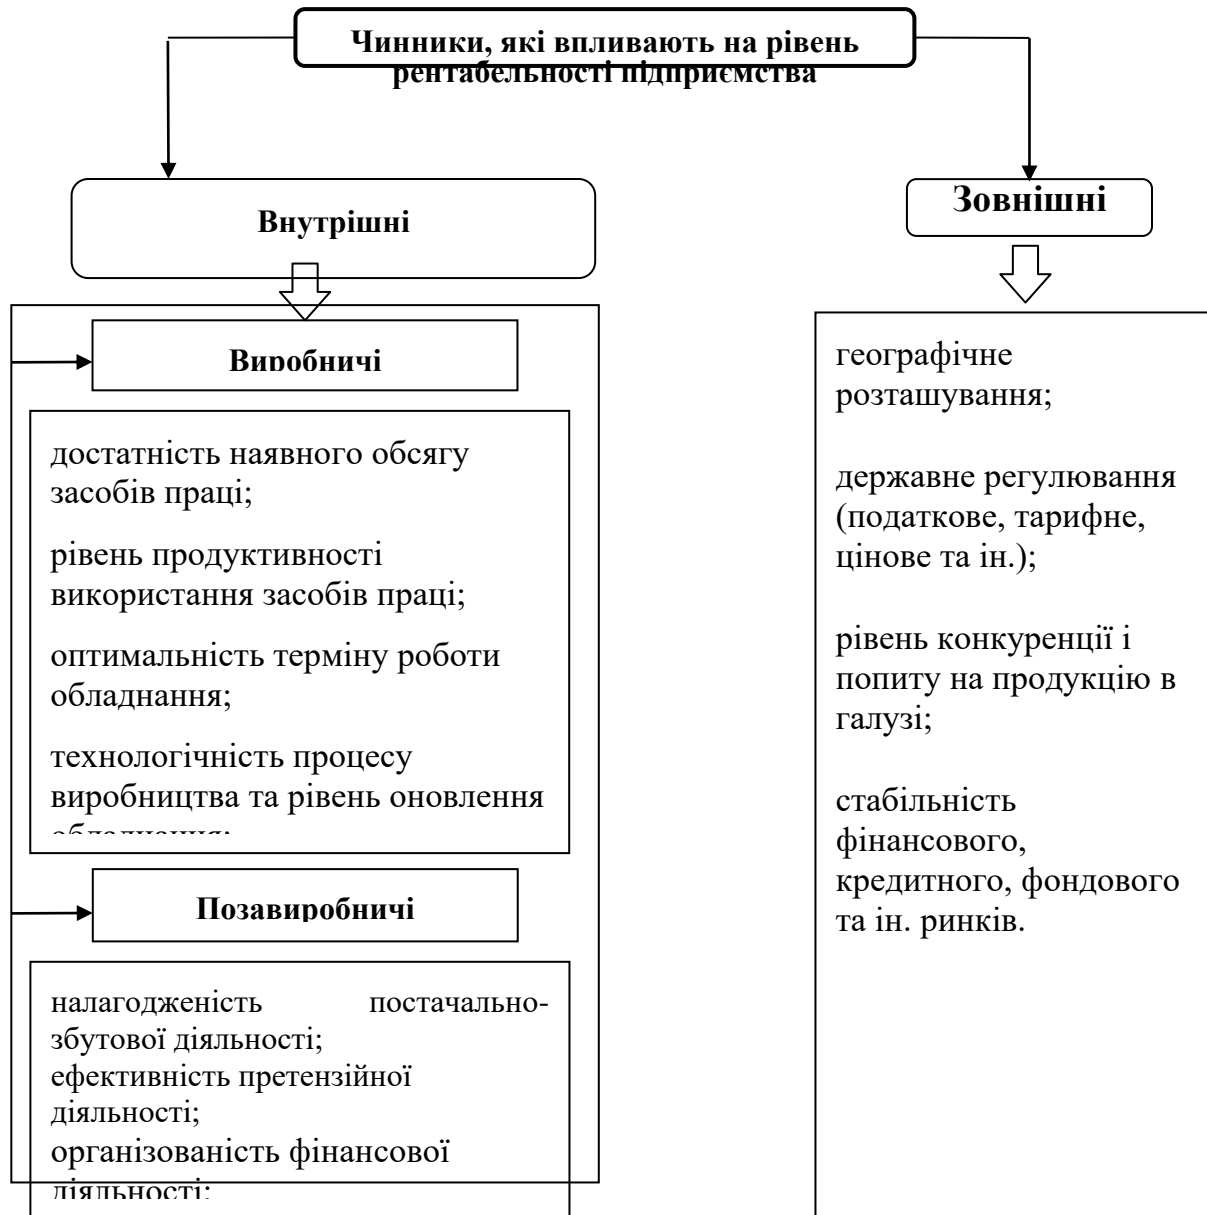 Чинники, які впливають на рівень
рентабельності підприємства
Внутрішні
Виробничі
достатність наявного обсягу
засобів праці;
рівень продуктивності
використання засобів праці;
оптимальність терміну роботи
обладнання;
технологічність процесу
виробництва та рівень оновлення
обладнання;
Позавиробничі
налагодженість постачально-
збутової діяльності;
ефективність претензійної
діяльності;
організованість фінансової
діяльності;
Зовнішні
географічне
розташування;
державне регулювання
(податкове, тарифне,
цінове та ін.);
рівень конкуренції і
попиту на продукцію в
галузі;
стабільність
фінансового,
кредитного, фондового
та ін. ринків.